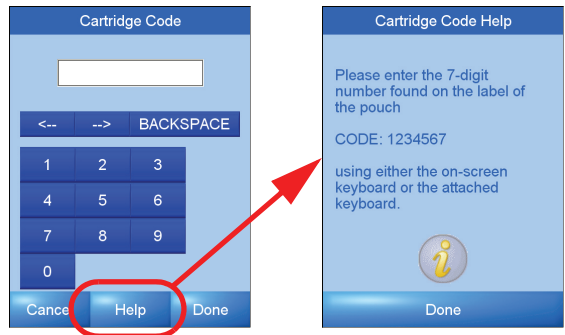 Cartridge Code
<-- --> BACKSPACE
1 2 3
4 5 6
7 8 9
0
Cancel Help Done
Cartridge Code Help
Please enter the 7-digit
number found on the label of
the pouch
CODE: 1234567
using either the on-screen
keyboard or the attached
keyboard.
i
Done